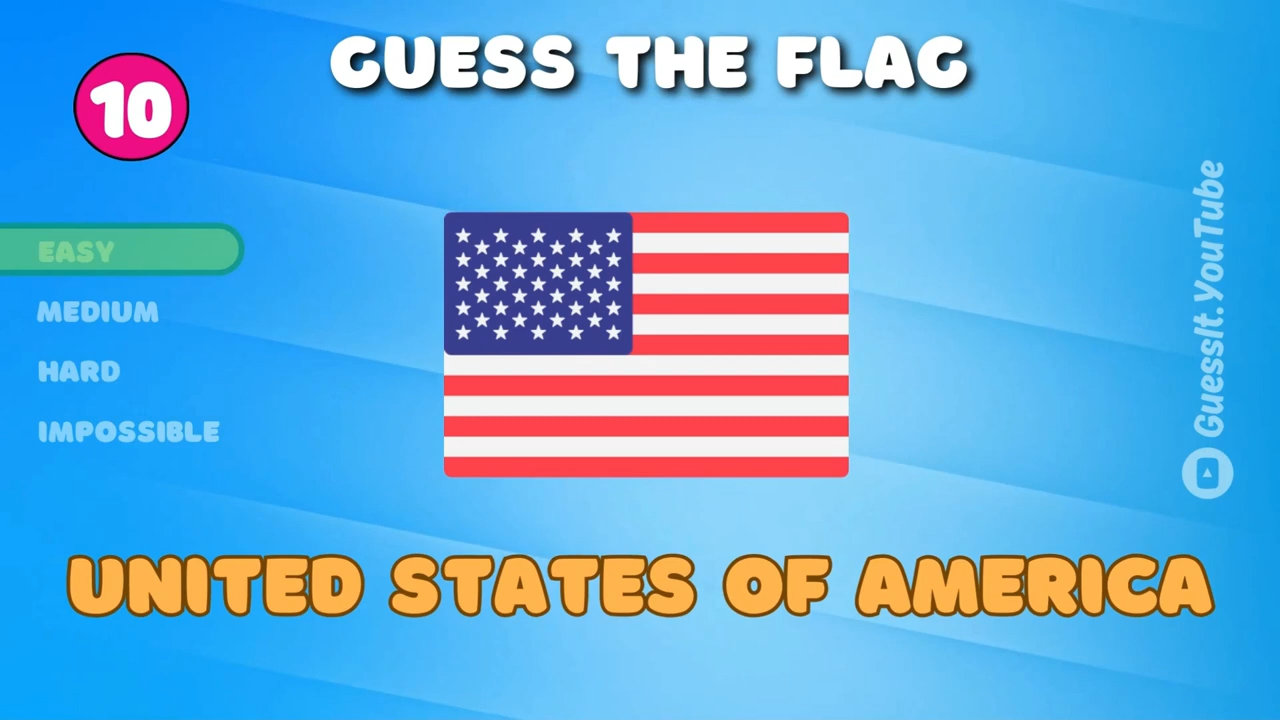 GUESS THE FLAG
10
EASY
MEDIUM
HARD
IMPOSSIBLE
GuessIt.YouTube
UNITED STATES OF AMERICA